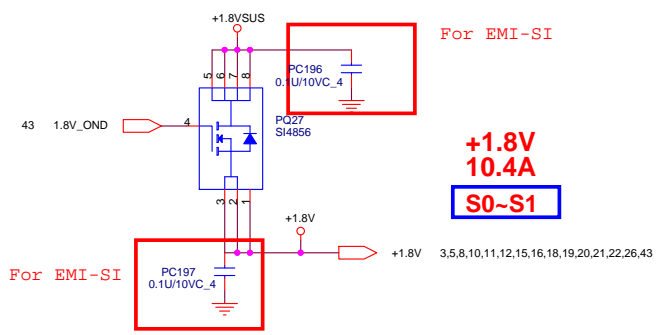 +1.8VSUS
For EMI-SI
PC196
0.1U/10VC_4
5 6 7 8
43 1.8V_OND
4
PQ27
SI4856
+1.8V
10.4A
S0~S1
3 2 1
+1.8V
+1.8V 3,5,8,10,11,12,15,16,18,19,20,21,22,26,43
For EMI-SI
PC197
0.1U/10VC_4